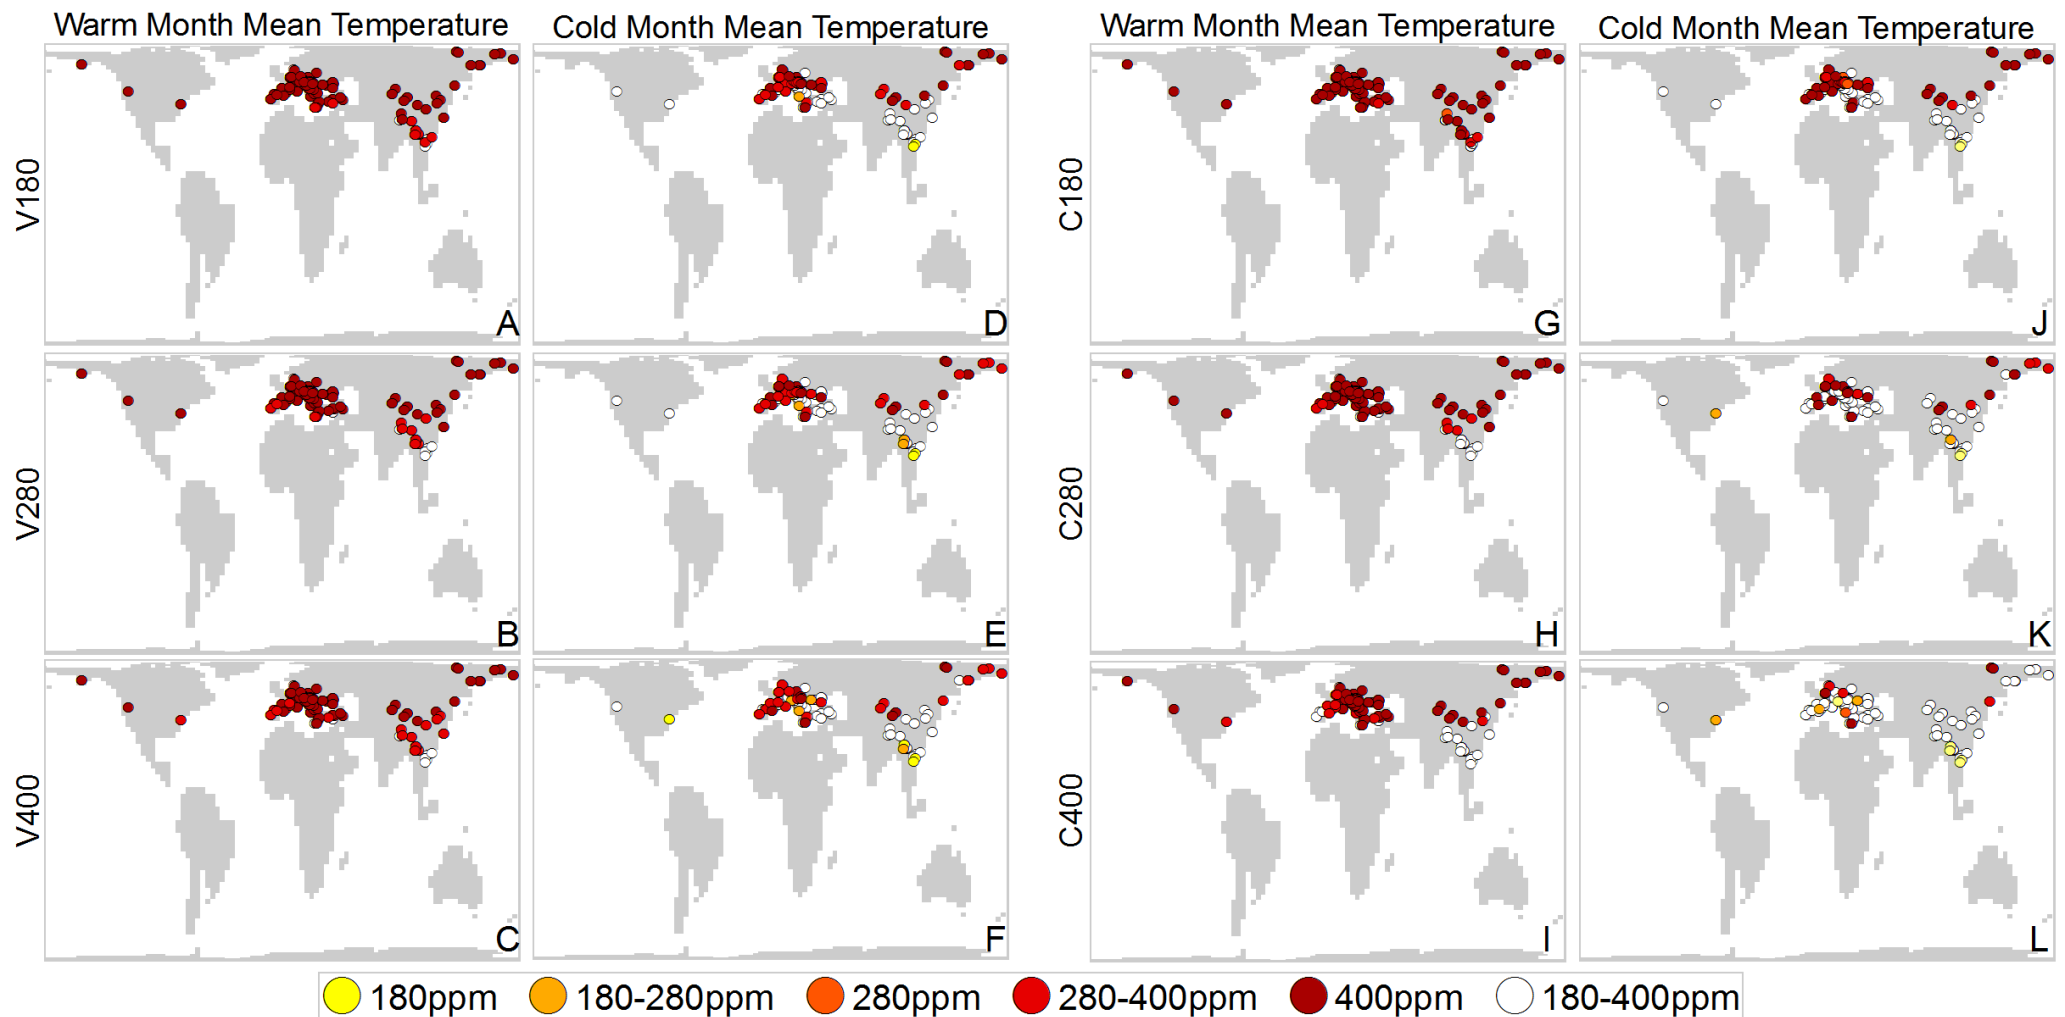 Warm Month Mean Temperature
Cold Month Mean Temperature
Warm Month Mean Temperature
Cold Month Mean Temperature
V180
A
D
C180
G
J
V280
B
E
C280
H
K
V400
C
F
C400
I
L
180ppm
180-280ppm
280ppm
280-400ppm
400ppm
180-400ppm